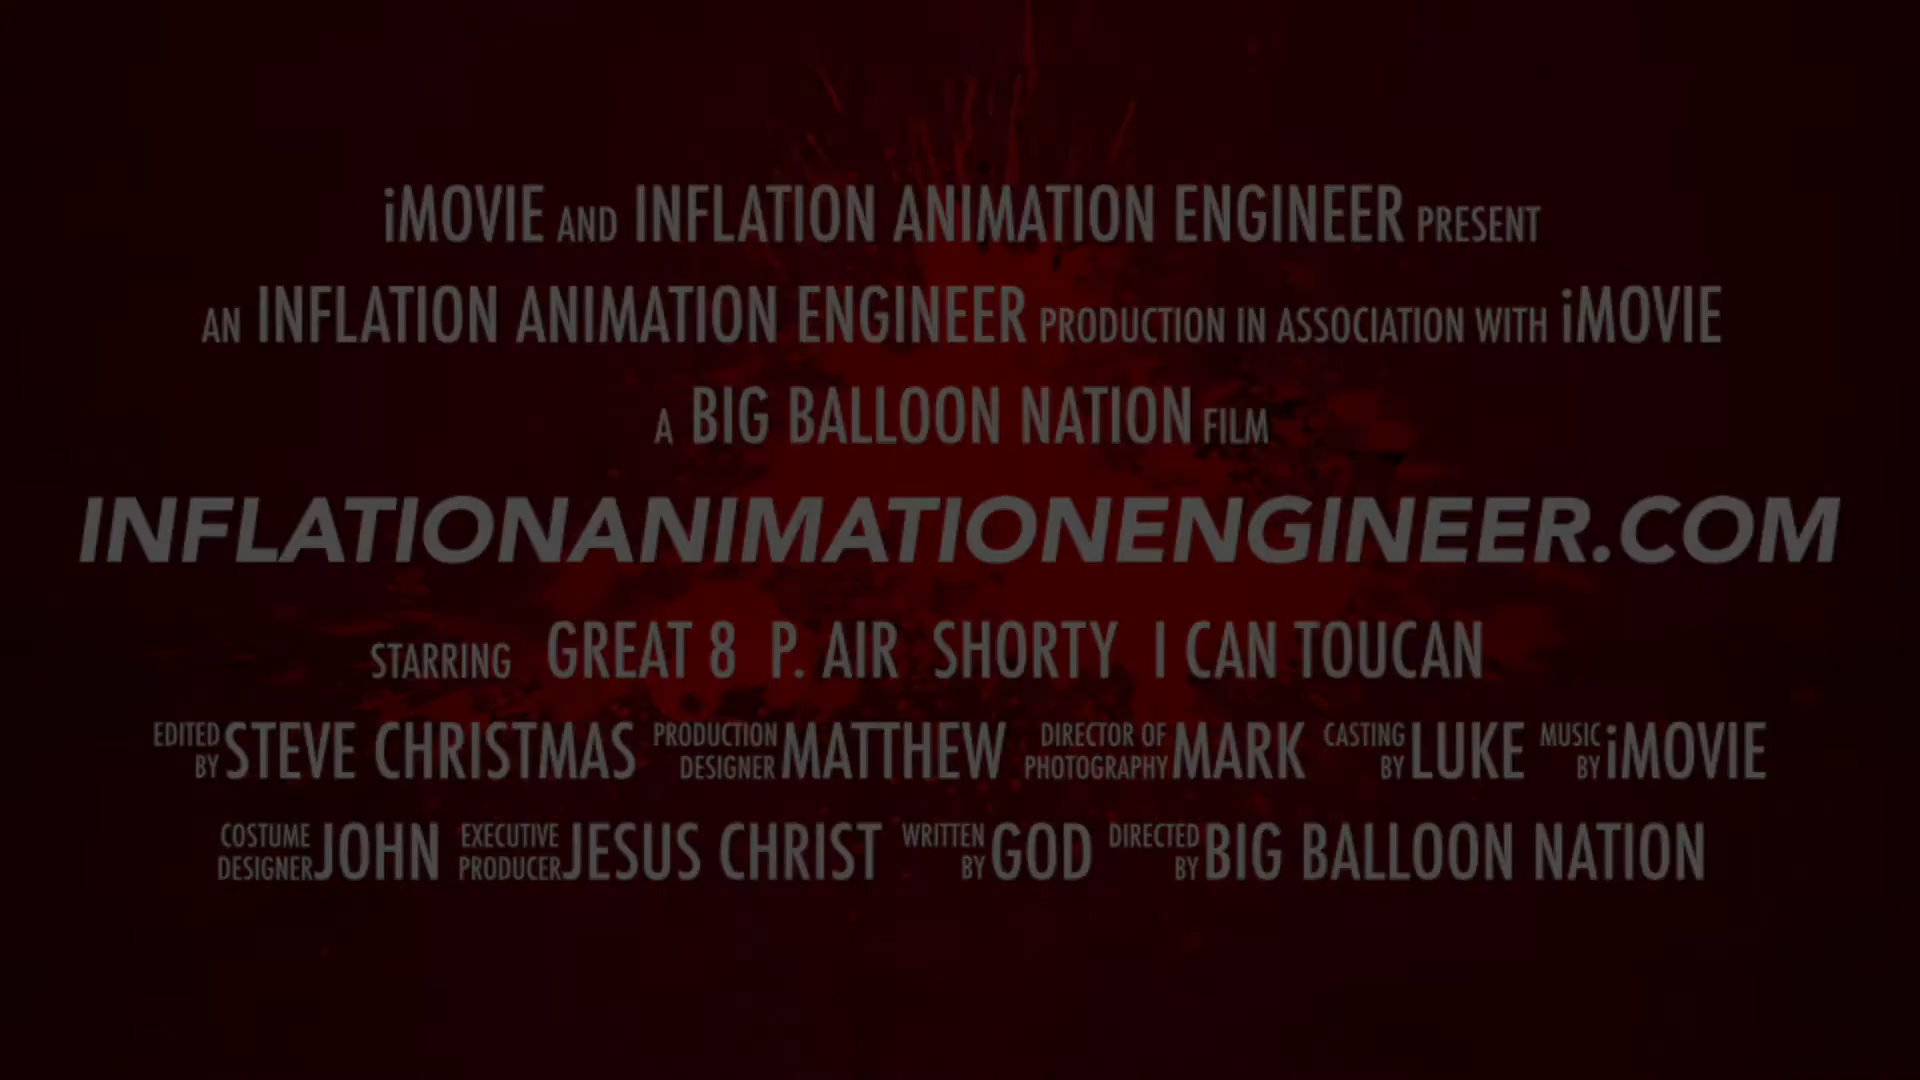 iMOVIE AND INFLATION ANIMATION ENGINEER PRESENT
AN INFLATION ANIMATION ENGINEER PRODUCTION IN ASSOCIATION WITH iMOVIE
A BIG BALLOON NATION FILM
INFLATIONANIMATIONENGINEER.COM
STARRING GREAT 8 P. AIR SHORTY I CAN TOUCAN
EDITED BY STEVE CHRISTMAS PRODUCTION DESIGNER MATTHEW DIRECTOR OF PHOTOGRAPHY MARK CASTING BY LUKE MUSIC BY iMOVIE
COSTUME DESIGNER JOHN EXECUTIVE PRODUCER JESUS CHRIST WRITTEN BY GOD DIRECTED BY BIG BALLOON NATION